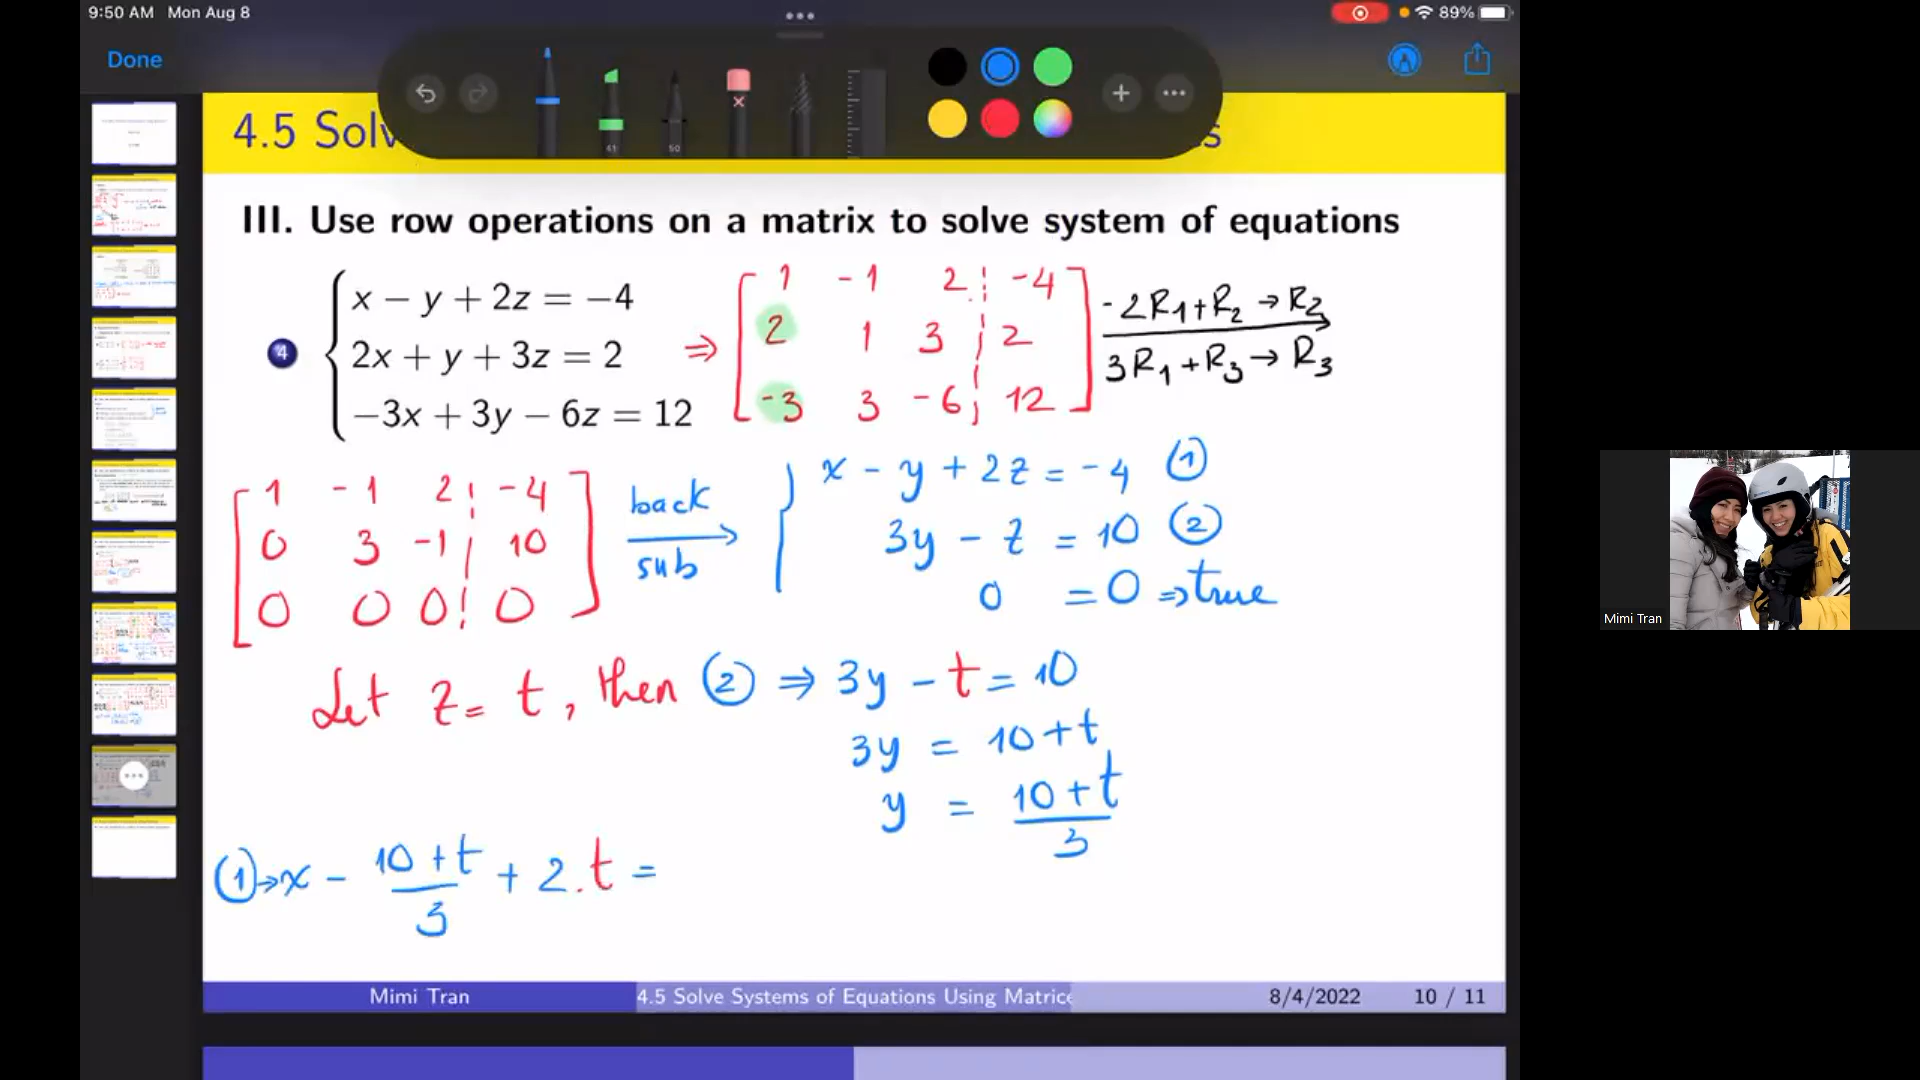 9:50 AM Mon Aug 8
89%
Done
4.5 Solv
s
III. Use row operations on a matrix to solve system of equations
4
x − y + 2z = −4
2x + y + 3z = 2
−3x + 3y − 6z = 12
⇒
1 -1 2 -4
2 1 3 2
-3 3 -6 12
-2R1+R2 → R2
3R1+R3 → R3
1 -1 2 -4
0 3 -1 10
0 0 0 0
back
sub
x - y + 2z = -4 ①
3y - z = 10 ②
0 = 0 ⇒ true
Let z = t, then ② ⇒ 3y - t = 10
3y = 10+t
y = 10+t
3
① → x - 10+t + 2.t =
3
Mimi Tran
4.5 Solve Systems of Equations Using Matrice
8/4/2022
10 / 11
Mimi Tran